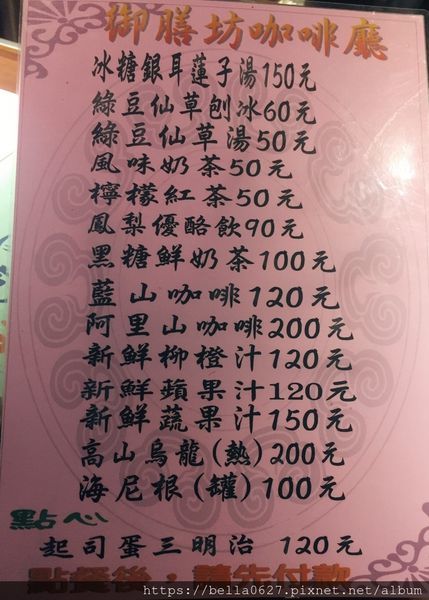 御膳坊咖啡廳
冰糖銀耳蓮子湯150元
綠豆仙草刨冰60元
綠豆仙草湯50元
風味奶茶50元
檸檬紅茶50元
鳳梨優酪飲90元
黑糖鮮奶茶100元
藍山咖啡120元
阿里山咖啡200元
新鮮柳橙汁120元
新鮮蘋果汁120元
新鮮蔬果汁150元
高山烏龍(熱)200元
海尼根(罐)100元
點心
起司蛋三明治 120元
點餐後，請先付款
https://bella0627.pixnet.net/album